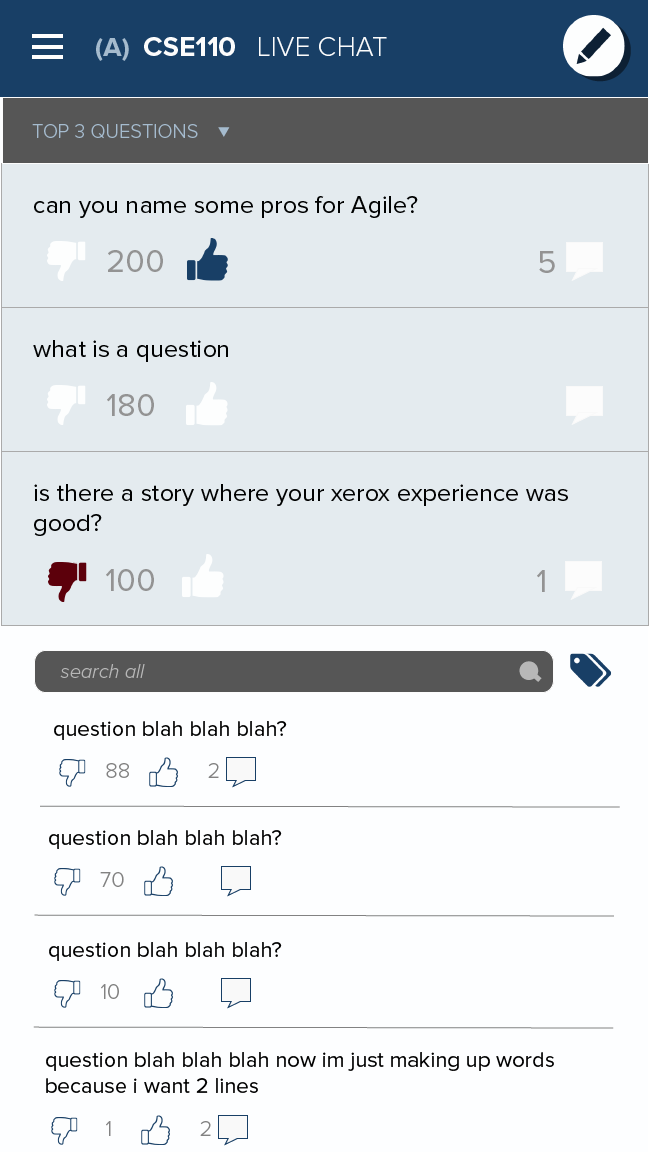 (A) CSE110 LIVE CHAT
TOP 3 QUESTIONS
can you name some pros for Agile?
200 5
what is a question
180
is there a story where your xerox experience was
good?
100 1
search all
question blah blah blah?
88 2
question blah blah blah?
70
question blah blah blah?
10
question blah blah blah now im just making up words
because i want 2 lines
1 2